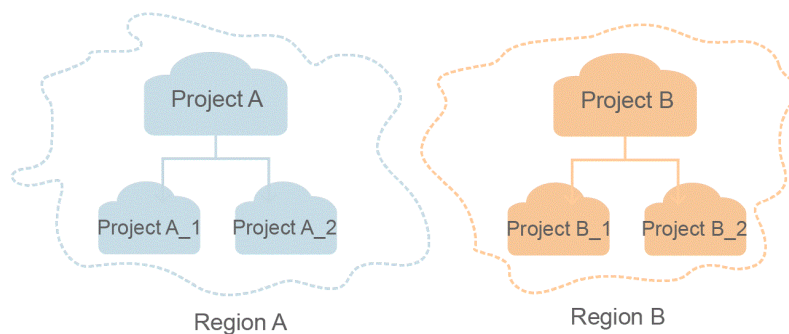 Project A
Project B
Project A_1
Project A_2
Project B_1
Project B_2
Region A
Region B